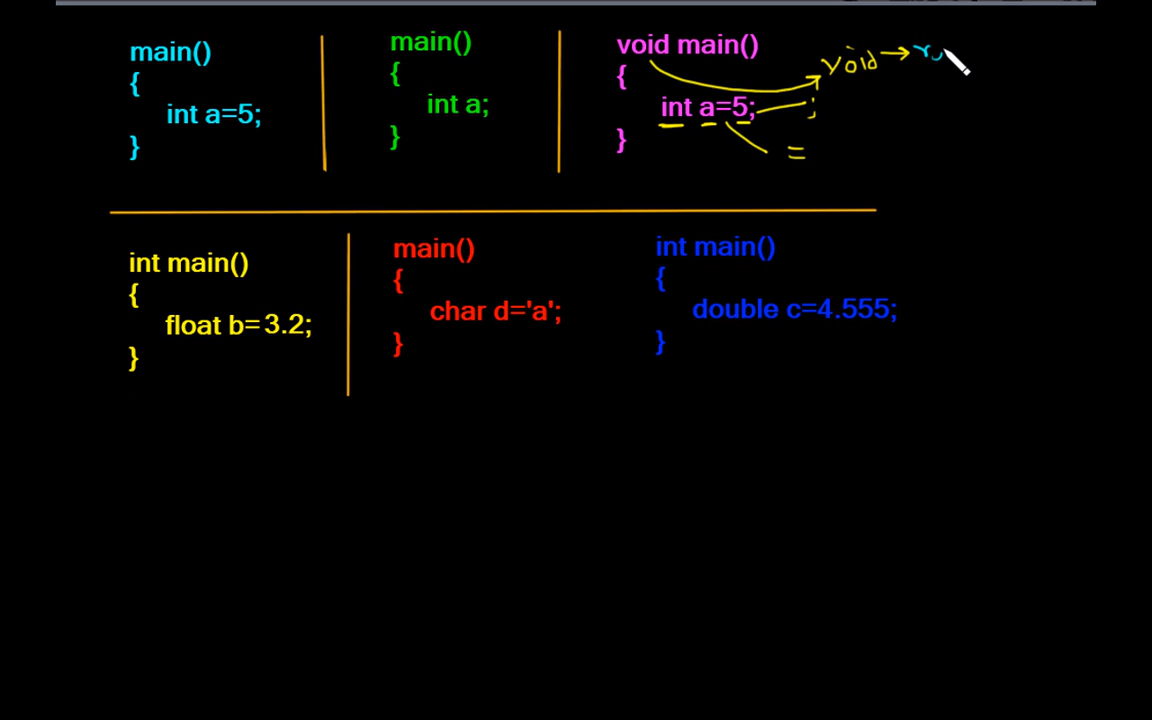 main()
{
int a=5;
}
main()
{
int a;
}
void main()
{
int a=5;
}
void →
;
=
int main()
{
float b=3.2;
}
main()
{
char d='a';
}
int main()
{
double c=4.555;
}